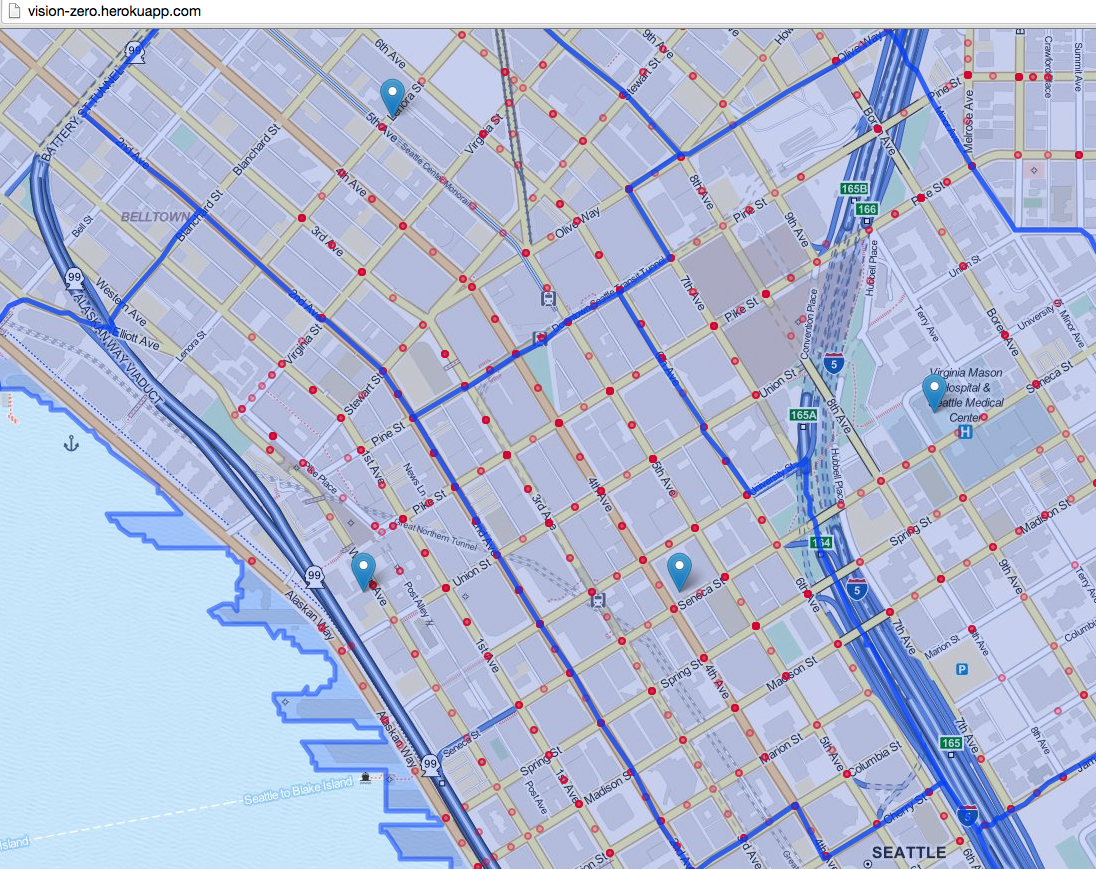 vision-zero.herokuapp.com
99
6th Ave
9th Ave
Olive Way
Crawford Place
Summit Ave
BATTERY ST TUNNEL
Stewart St
Pine St
Melrose Ave
5th Ave
Virginia St
Seattle Center Monorail
Blanchard St
2nd Ave
4th Ave
8th Ave
165B
166
Pine St
Pine St
9th Ave
BELLTOWN
Blanchard St
Bell St
3rd Ave
Olive Way
Hubbell Place
Union St
99
Western Ave
2nd Ave
Downtown Seattle Transit Tunnel
7th Ave
Pike St
Convention Place
Terry Ave
Boren Ave
University St
Minor Ave
Elliott Ave
ALASKAN WAY VIADUCT
Lenora St
Virginia St
5
Union St
Seneca St
Virginia Mason
Hospital &
Seattle Medical
Center
H
Stewart St
Pine St
165A
8th Ave
1st Ave
News Ln
Pike Place
Pike St
3rd Ave
4th Ave
5th Ave
University St
Hubbell Place
Madison St
Great Northern Tunnel
2nd Ave
Spring St
164
99
Union St
Post Alley
Seneca St
6th Ave
5
9th Ave
Terry Ave
Alaskan Way
1st Ave
7th Ave
Marion St
8th Ave
Columbia
Spring St
4th Ave
Madison St
P
Alaskan Way
Seneca St
99
Spring St
Marion St
5th Ave
Columbia St
165
7th Ave
8th Ave
Seattle to Blake Island
Island
Post Ave
1st Ave
Madison St
Cherry St
5
3rd Ave
SEATTLE
6th Ave